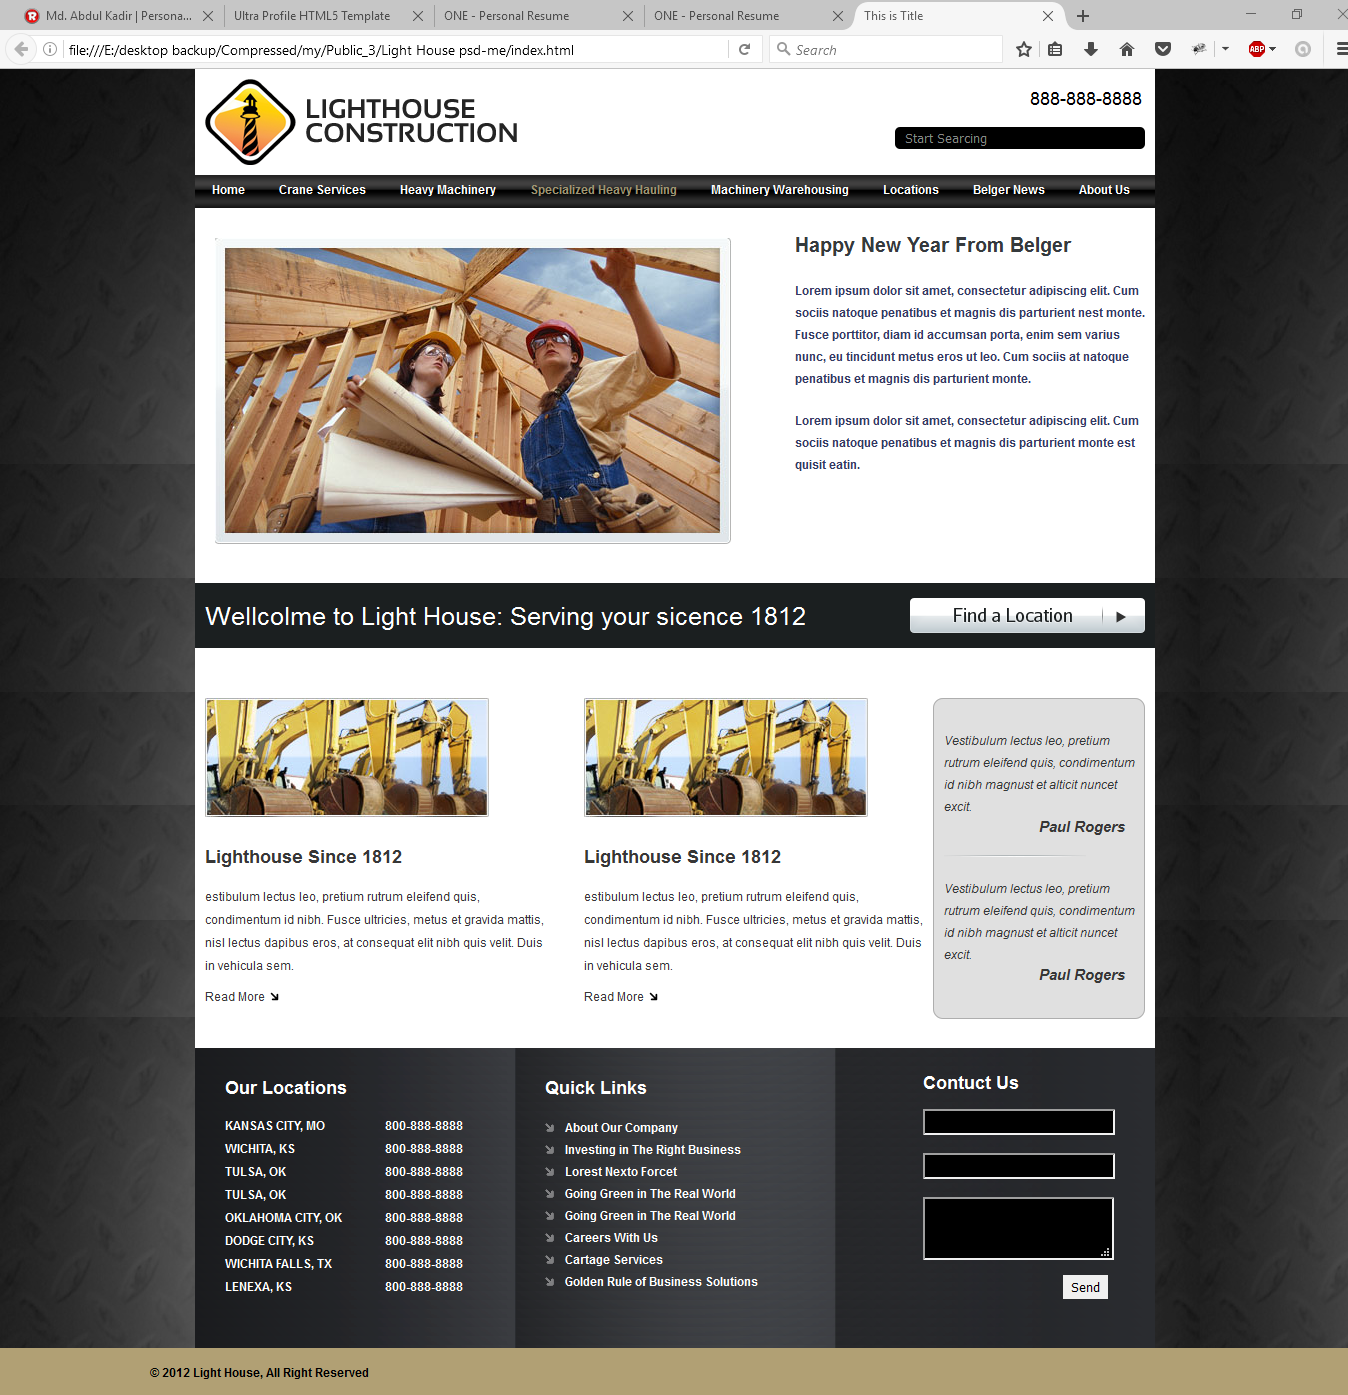 Md. Abdul Kadir | Persona...
Ultra Profile HTML5 Template
ONE - Personal Resume
ONE - Personal Resume
This is Title
file:///E:/desktop backup/Compressed/my/Public_3/Light House psd-me/index.html
Search
ABP
LIGHTHOUSE
CONSTRUCTION
888-888-8888
Start Searcing
Home Crane Services Heavy Machinery Specialized Heavy Hauling Machinery Warehousing Locations Belger News About Us
Happy New Year From Belger
Lorem ipsum dolor sit amet, consectetur adipiscing elit. Cum
sociis natoque penatibus et magnis dis parturient nest monte.
Fusce porttitor, diam id accumsan porta, enim sem varius
nunc, eu tincidunt metus eros ut leo. Cum sociis at natoque
penatibus et magnis dis parturient monte.
Lorem ipsum dolor sit amet, consectetur adipiscing elit. Cum
sociis natoque penatibus et magnis dis parturient monte est
quisit eatin.
Wellcolme to Light House: Serving your sicence 1812
Find a Location
Lighthouse Since 1812
estibulum lectus leo, pretium rutrum eleifend quis,
condimentum id nibh. Fusce ultricies, metus et gravida mattis,
nisl lectus dapibus eros, at consequat elit nibh quis velit. Duis
in vehicula sem.
Read More
Lighthouse Since 1812
estibulum lectus leo, pretium rutrum eleifend quis,
condimentum id nibh. Fusce ultricies, metus et gravida mattis,
nisl lectus dapibus eros, at consequat elit nibh quis velit. Duis
in vehicula sem.
Read More
Vestibulum lectus leo, pretium
rutrum eleifend quis, condimentum
id nibh magnust et alticit nuncet
excit.
Paul Rogers
Vestibulum lectus leo, pretium
rutrum eleifend quis, condimentum
id nibh magnust et alticit nuncet
excit.
Paul Rogers
Our Locations
KANSAS CITY, MO 800-888-8888
WICHITA, KS 800-888-8888
TULSA, OK 800-888-8888
TULSA, OK 800-888-8888
OKLAHOMA CITY, OK 800-888-8888
DODGE CITY, KS 800-888-8888
WICHITA FALLS, TX 800-888-8888
LENEXA, KS 800-888-8888
Quick Links
About Our Company
Investing in The Right Business
Lorest Nexto Forcet
Going Green in The Real World
Going Green in The Real World
Careers With Us
Cartage Services
Golden Rule of Business Solutions
Contuct Us
Send
© 2012 Light House, All Right Reserved